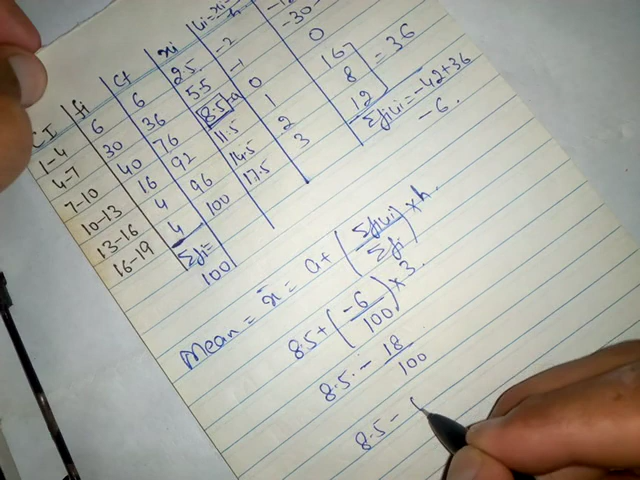 CI fi Cf xi
1-4 6 6 2.5 -2
4-7 30 36 5.5 -1 -30
7-10 40 76 8.5=a 0 0
10-13 16 92 11.5 1 16
13-16 4 96 14.5 2 8 = 36
16-19 4 100 17.5 3 12
Σfi= 100
Σfiui = -42+36
-6.
Mean = x̄ = a + (Σfiui/Σfi) × h.
8.5 + (-6/100) × 3.
8.5 - 18/100
8.5 -